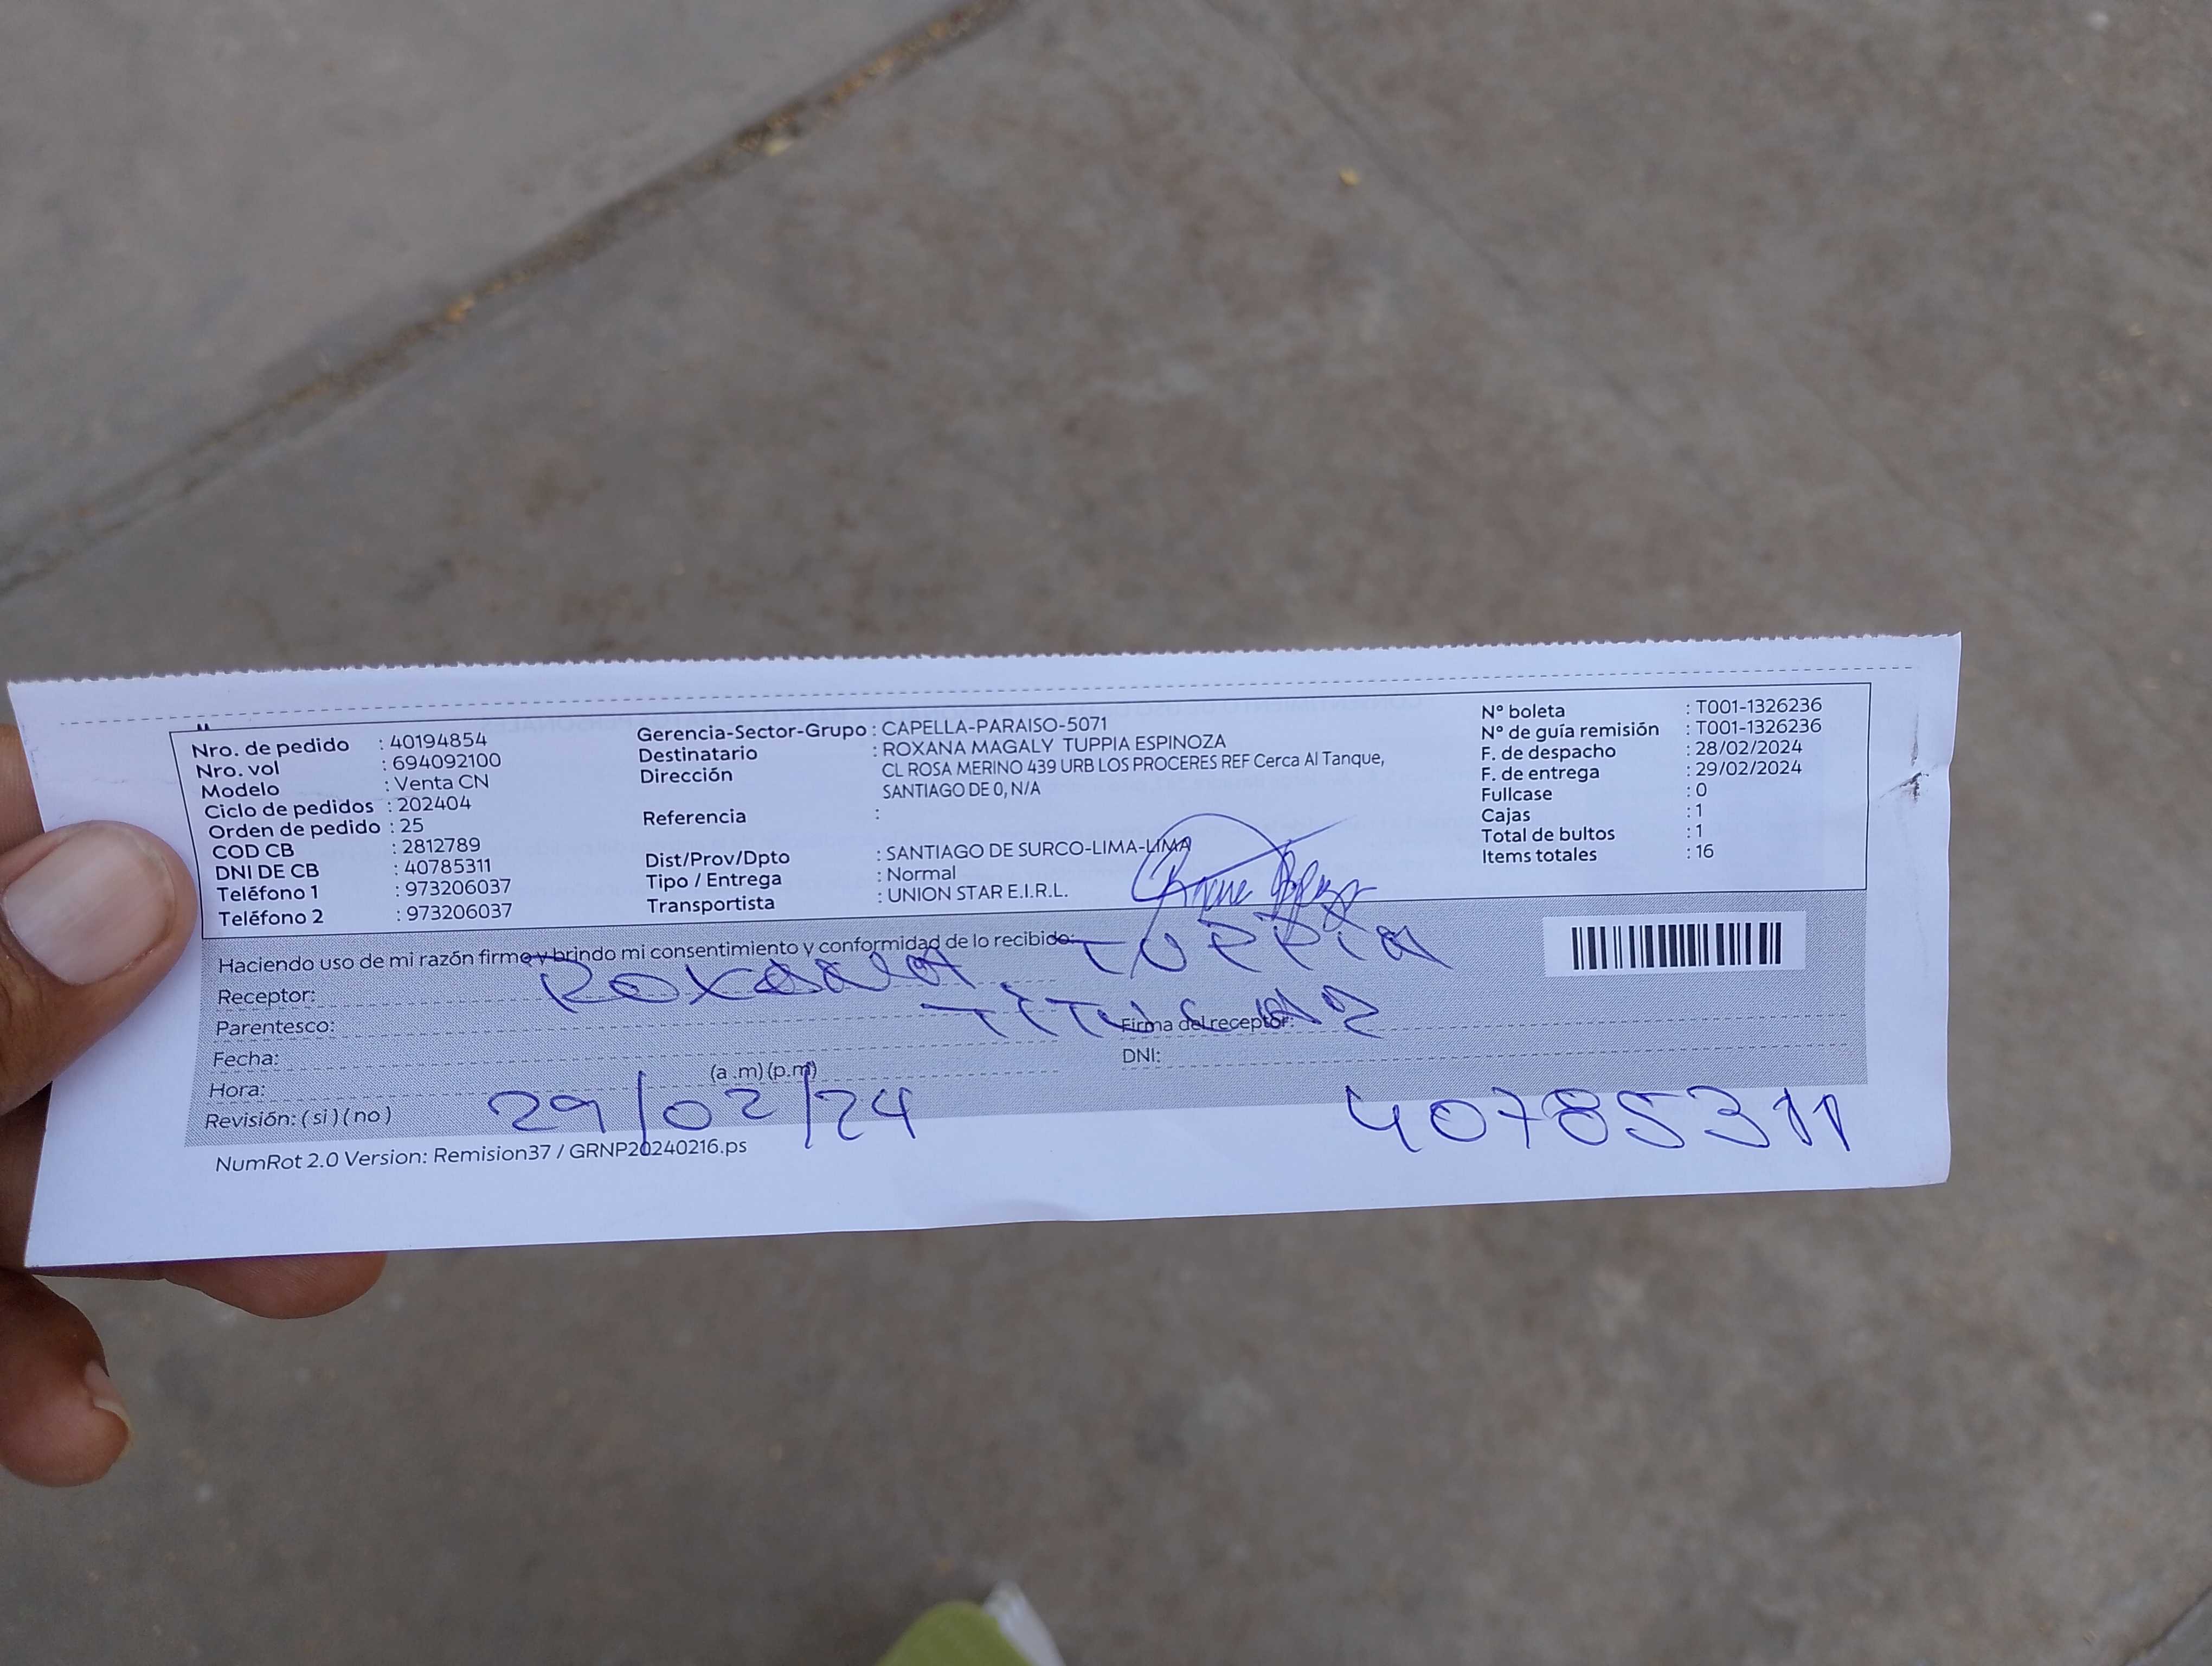 Nro. de pedido : 40194854
Nro. vol : 694092100
Modelo : Venta CN
Ciclo de pedidos : 202404
Orden de pedido : 25
COD CB : 2812789
DNI DE CB : 40785311
Teléfono 1 : 973206037
Teléfono 2 : 973206037
Gerencia-Sector-Grupo : CAPELLA-PARAISO-5071
Destinatario : ROXANA MAGALY TUPPIA ESPINOZA
Dirección CL ROSA MERINO 439 URB LOS PROCERES REF Cerca Al Tanque,
SANTIAGO DE 0, N/A
Referencia :
Dist/Prov/Dpto : SANTIAGO DE SURCO-LIMA-LIMA
Tipo / Entrega : Normal
Transportista : UNION STAR E.I.R.L.
N° boleta : T001-1326236
N° de guía remisión : T001-1326236
F. de despacho : 28/02/2024
F. de entrega : 29/02/2024
Fullcase : 0
Cajas : 1
Total de bultos : 1
Items totales : 16
Haciendo uso de mi razón firmo y brindo mi consentimiento y conformidad de lo recibido:
Receptor: ROXANA TUPPIA
Parentesco: TITULAR
Firma del receptor:
Fecha:
DNI:
Hora: (a .m) (p.m)
Revisión: ( si ) ( no ) 29/02/24 40785311
NumRot 2.0 Version: Remision37 / GRNP20240216.ps